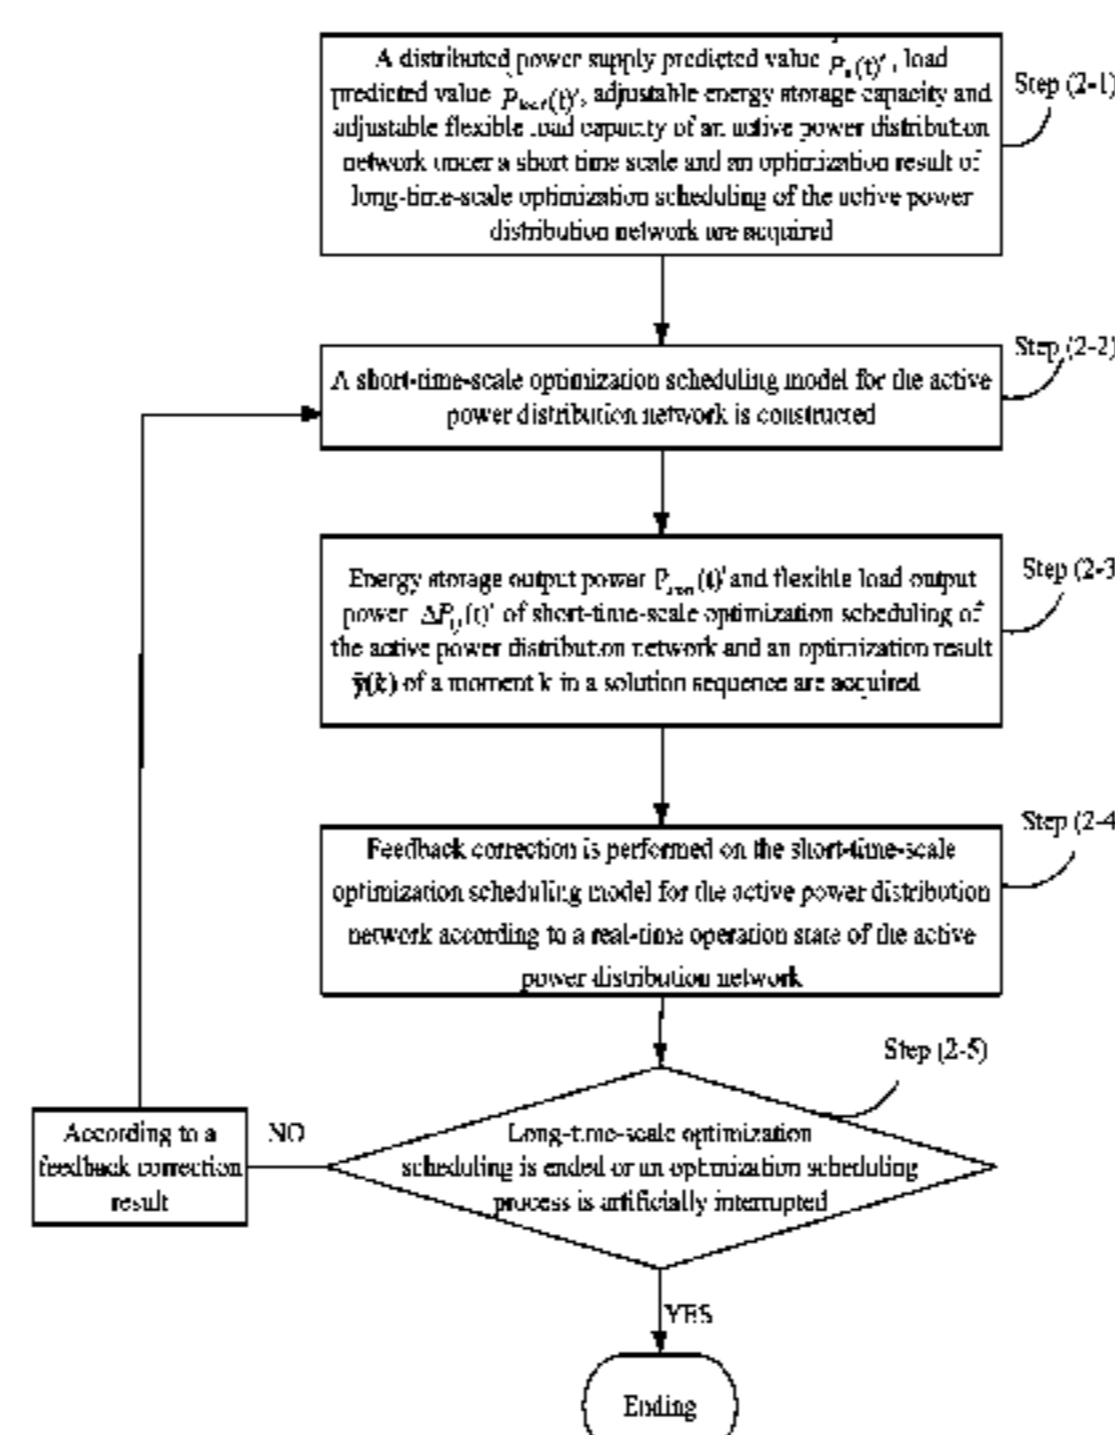 A distributed power supply predicted value P (t)', load
Step (2-1)
predicted value P (t)', adjustable energy storage capacity and
adjustable flexible load capacity of an active power distribution
network under a short time scale and an optimization result of
long-time-scale optimization scheduling of the active power
distribution network are acquired
Step (2-2)
A short-time-scale optimization scheduling model for the active
power distribution network is constructed
Step (2-3
Energy storage output power P (t)' and flexible load output
power ΔP (t)' of short-time-scale optimization scheduling of
the active power distribution network and an optimization result
(k) of a moment k in a solution sequence are acquired
Step (2-4
Feedback correction is performed on the short-time-scale
optimization scheduling model for the active power distribution
network according to a real-time operation state of the active
power distribution network
Step (2-5)
According to a
feedback correction
result
NO
Long-time-scale optimization
scheduling is ended or an optimization scheduling
process is artificially interrupted
YES
Ending